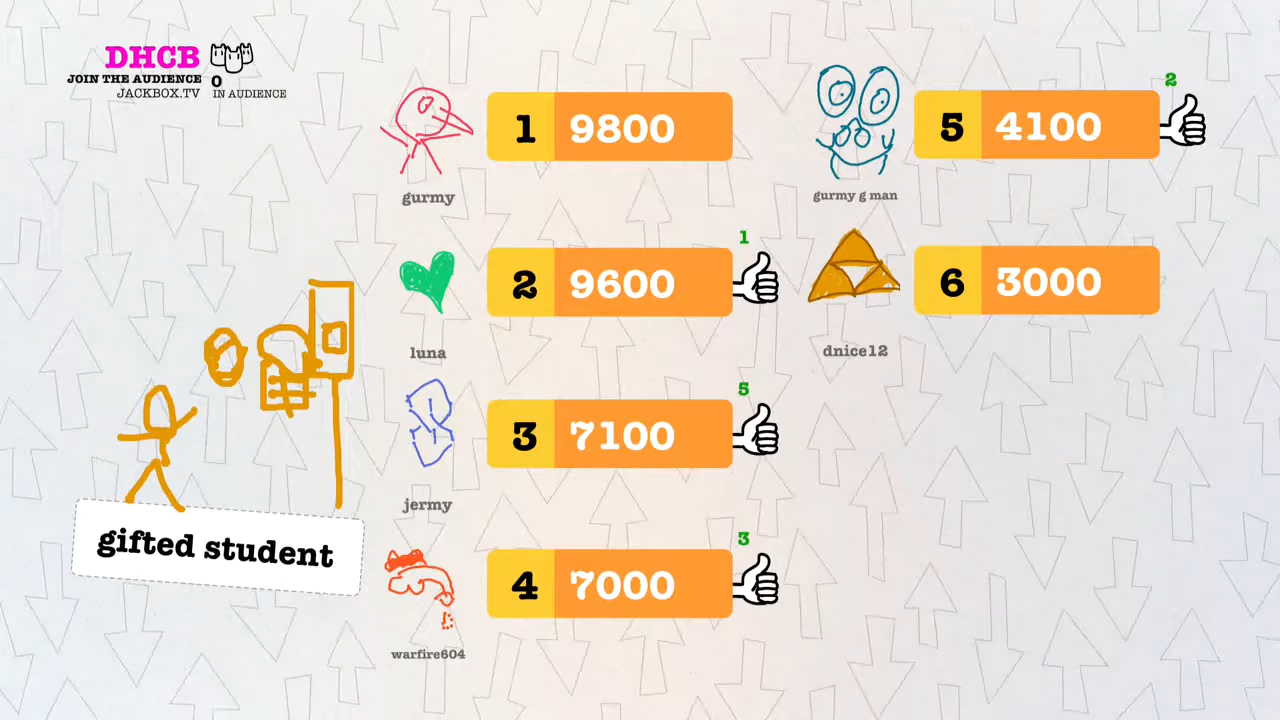 DHCB
JOIN THE AUDIENCE
JACKBOX.TV
0
IN AUDIENCE
gifted student
1 9800
gurmy
2 9600
1
luna
3 7100
5
jermy
4 7000
3
warfire604
5 4100
2
gurmy g man
6 3000
dnice12